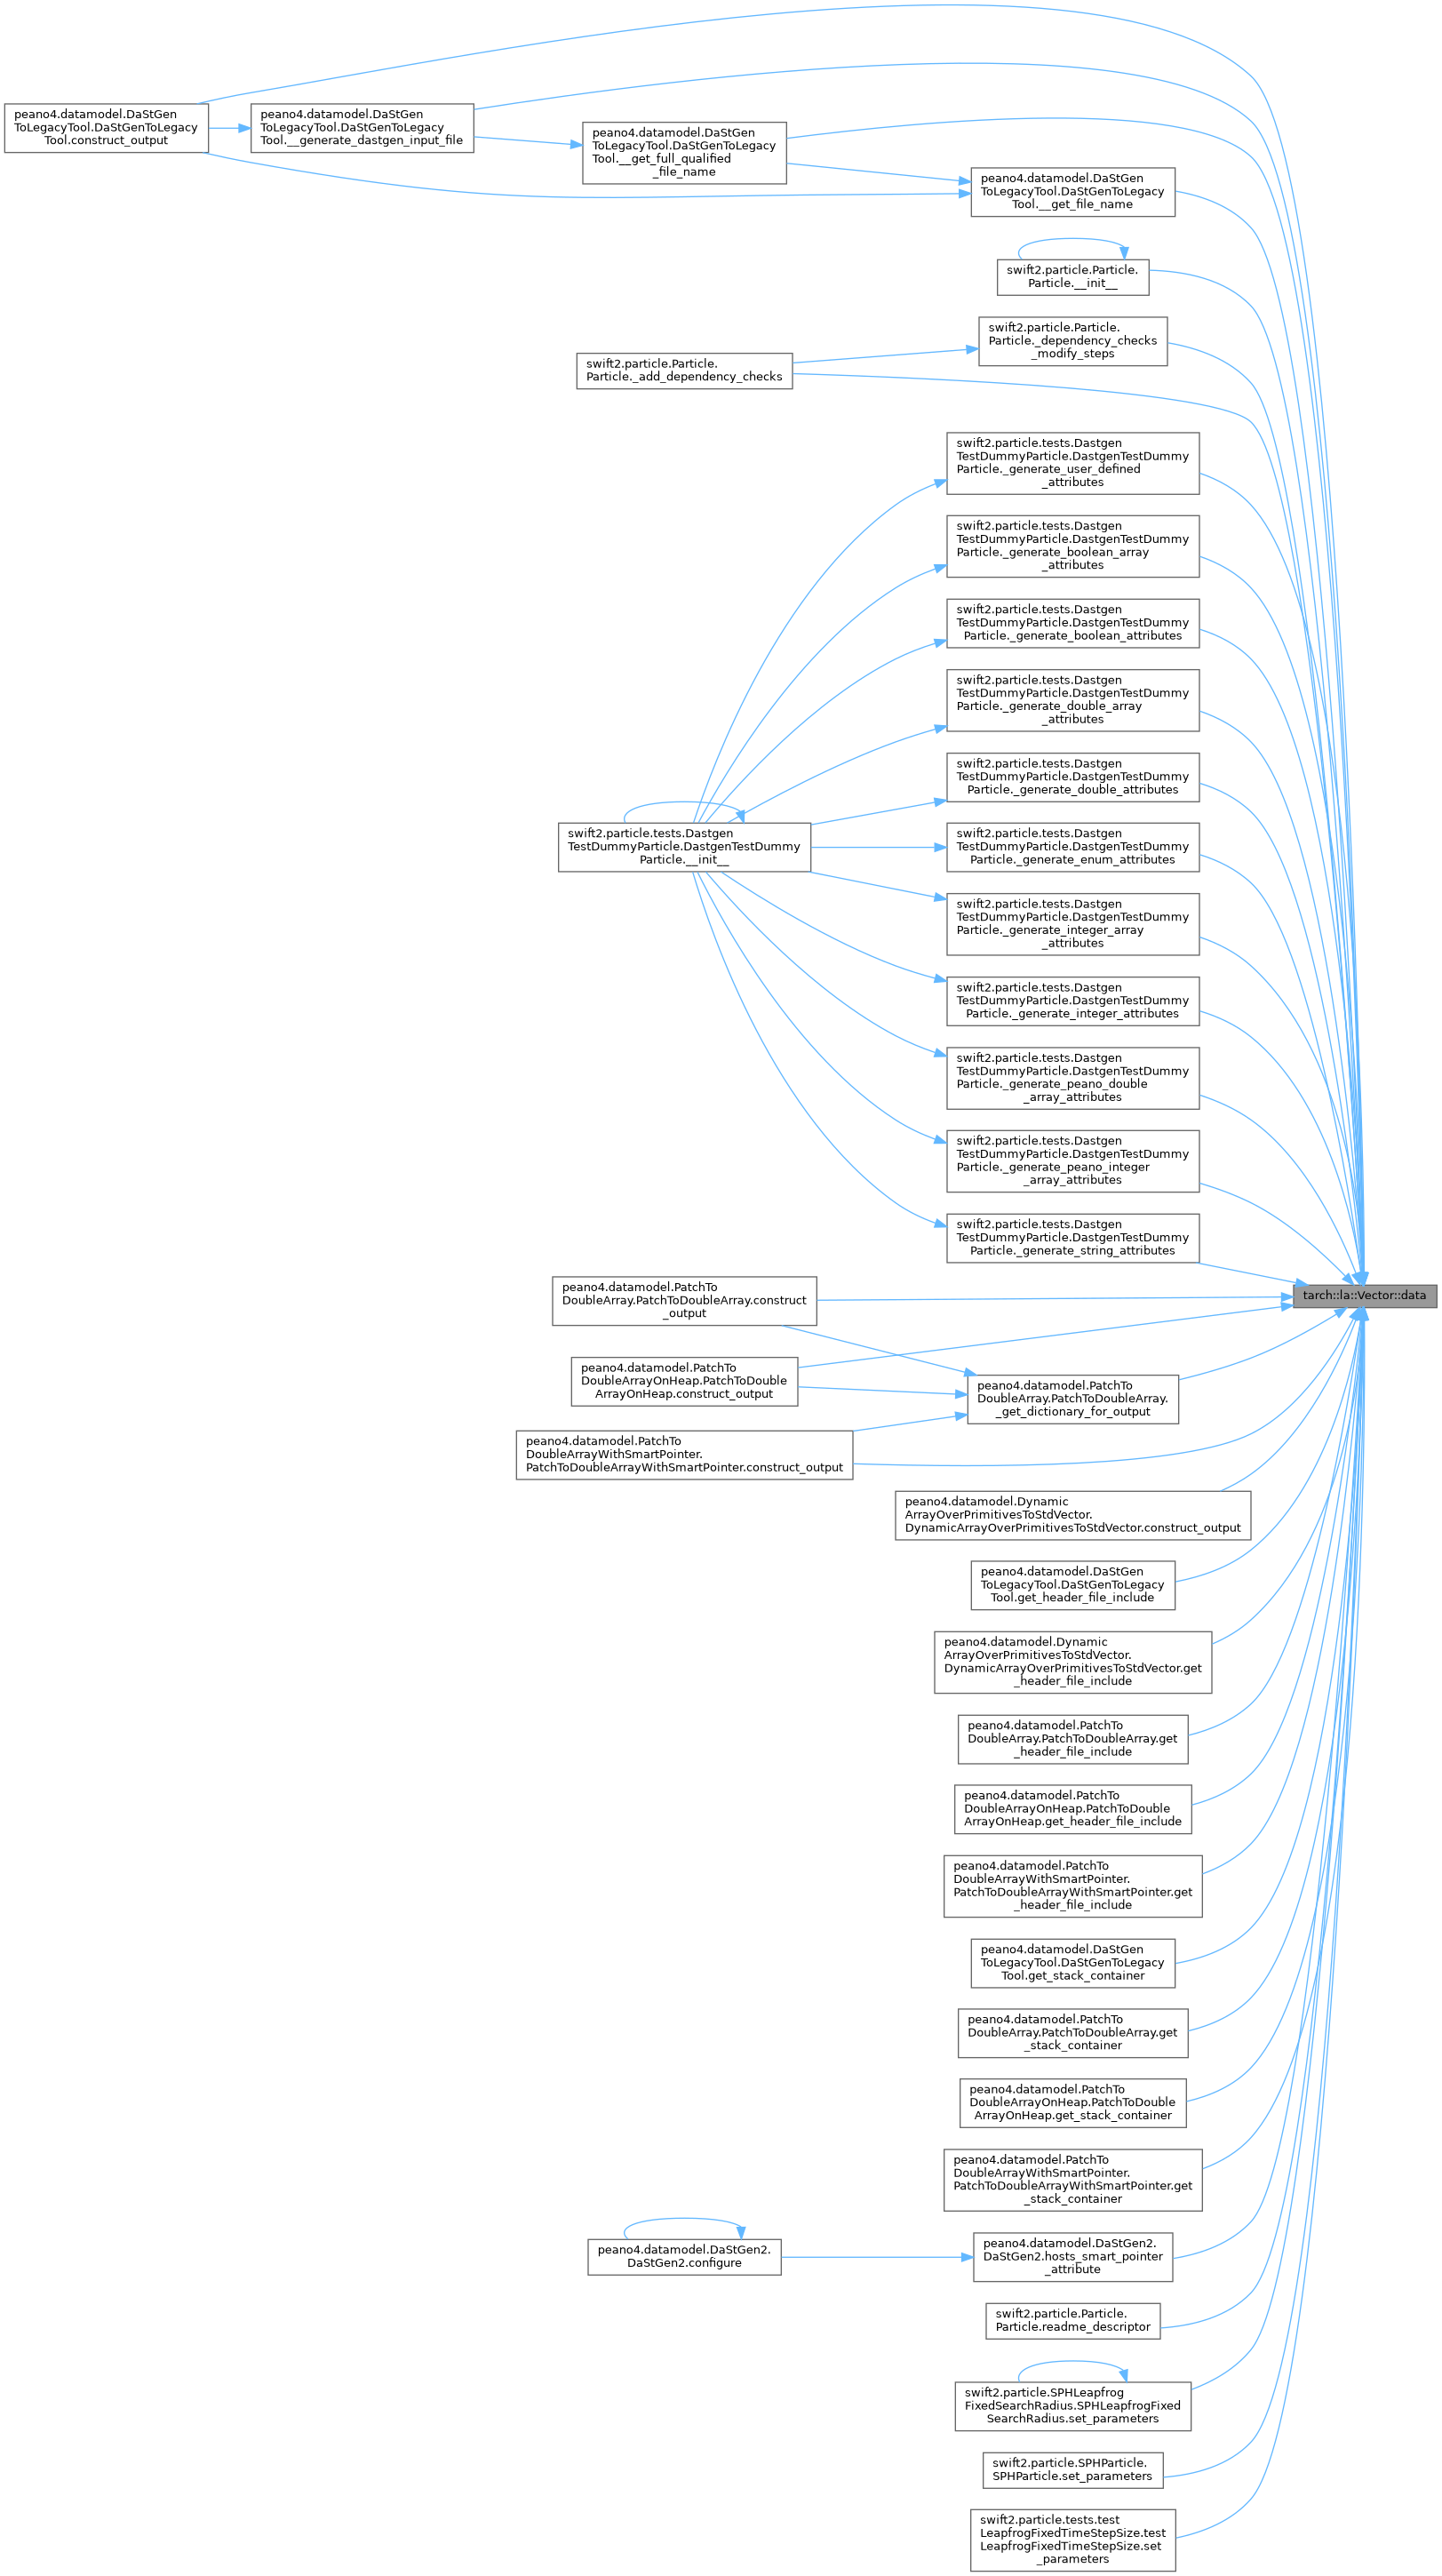 peano4.datamodel.DaStGen
ToLegacyTool.DaStGenToLegacy
Tool.construct_output
peano4.datamodel.DaStGen
ToLegacyTool.DaStGenToLegacy
Tool.__generate_dastgen_input_file
peano4.datamodel.DaStGen
ToLegacyTool.DaStGenToLegacy
Tool.__get_full_qualified
_file_name
peano4.datamodel.DaStGen
ToLegacyTool.DaStGenToLegacy
Tool.__get_file_name
swift2.particle.Particle.
Particle.__init__
swift2.particle.Particle.
Particle._dependency_checks
_modify_steps
swift2.particle.Particle.
Particle._add_dependency_checks
swift2.particle.tests.Dastgen
TestDummyParticle.DastgenTestDummy
Particle._generate_user_defined
_attributes
swift2.particle.tests.Dastgen
TestDummyParticle.DastgenTestDummy
Particle._generate_boolean_array
_attributes
swift2.particle.tests.Dastgen
TestDummyParticle.DastgenTestDummy
Particle._generate_boolean_attributes
swift2.particle.tests.Dastgen
TestDummyParticle.DastgenTestDummy
Particle._generate_double_array
_attributes
swift2.particle.tests.Dastgen
TestDummyParticle.DastgenTestDummy
Particle._generate_double_attributes
swift2.particle.tests.Dastgen
TestDummyParticle.DastgenTestDummy
Particle.__init__
swift2.particle.tests.Dastgen
TestDummyParticle.DastgenTestDummy
Particle._generate_enum_attributes
swift2.particle.tests.Dastgen
TestDummyParticle.DastgenTestDummy
Particle._generate_integer_array
_attributes
swift2.particle.tests.Dastgen
TestDummyParticle.DastgenTestDummy
Particle._generate_integer_attributes
swift2.particle.tests.Dastgen
TestDummyParticle.DastgenTestDummy
Particle._generate_peano_double
_array_attributes
swift2.particle.tests.Dastgen
TestDummyParticle.DastgenTestDummy
Particle._generate_peano_integer
_array_attributes
swift2.particle.tests.Dastgen
TestDummyParticle.DastgenTestDummy
Particle._generate_string_attributes
tarch::la::Vector::data
peano4.datamodel.PatchTo
DoubleArray.PatchToDoubleArray.construct
_output
peano4.datamodel.PatchTo
DoubleArrayOnHeap.PatchToDouble
ArrayOnHeap.construct_output
peano4.datamodel.PatchTo
DoubleArray.PatchToDoubleArray.
_get_dictionary_for_output
peano4.datamodel.PatchTo
DoubleArrayWithSmartPointer.
PatchToDoubleArrayWithSmartPointer.construct_output
peano4.datamodel.Dynamic
ArrayOverPrimitivesToStdVector.
DynamicArrayOverPrimitivesToStdVector.construct_output
peano4.datamodel.DaStGen
ToLegacyTool.DaStGenToLegacy
Tool.get_header_file_include
peano4.datamodel.Dynamic
ArrayOverPrimitivesToStdVector.
DynamicArrayOverPrimitivesToStdVector.get
_header_file_include
peano4.datamodel.PatchTo
DoubleArray.PatchToDoubleArray.get
_header_file_include
peano4.datamodel.PatchTo
DoubleArrayOnHeap.PatchToDouble
ArrayOnHeap.get_header_file_include
peano4.datamodel.PatchTo
DoubleArrayWithSmartPointer.
PatchToDoubleArrayWithSmartPointer.get
_header_file_include
peano4.datamodel.DaStGen
ToLegacyTool.DaStGenToLegacy
Tool.get_stack_container
peano4.datamodel.PatchTo
DoubleArray.PatchToDoubleArray.get
_stack_container
peano4.datamodel.PatchTo
DoubleArrayOnHeap.PatchToDouble
ArrayOnHeap.get_stack_container
peano4.datamodel.PatchTo
DoubleArrayWithSmartPointer.
PatchToDoubleArrayWithSmartPointer.get
_stack_container
peano4.datamodel.DaStGen2.
DaStGen2.configure
peano4.datamodel.DaStGen2.
DaStGen2.hosts_smart_pointer
_attribute
swift2.particle.Particle.
Particle.readme_descriptor
swift2.particle.SPHLeapfrog
FixedSearchRadius.SPHLeapfrogFixed
SearchRadius.set_parameters
swift2.particle.SPHParticle.
SPHParticle.set_parameters
swift2.particle.tests.test
LeapfrogFixedTimeStepSize.test
LeapfrogFixedTimeStepSize.set
_parameters